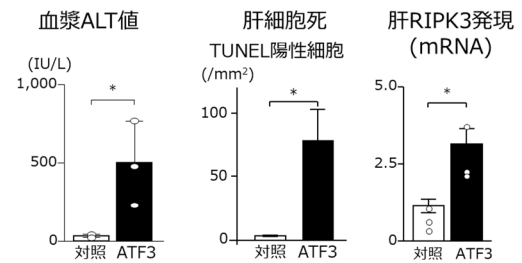 血漿ALT値
(IU/L)
1,000
500
0
*
対照 ATF3
肝細胞死
TUNEL陽性細胞
(/mm²)
100
50
0
*
対照 ATF3
肝RIPK3発現
(mRNA)
5.0
2.5
0
*
対照 ATF3